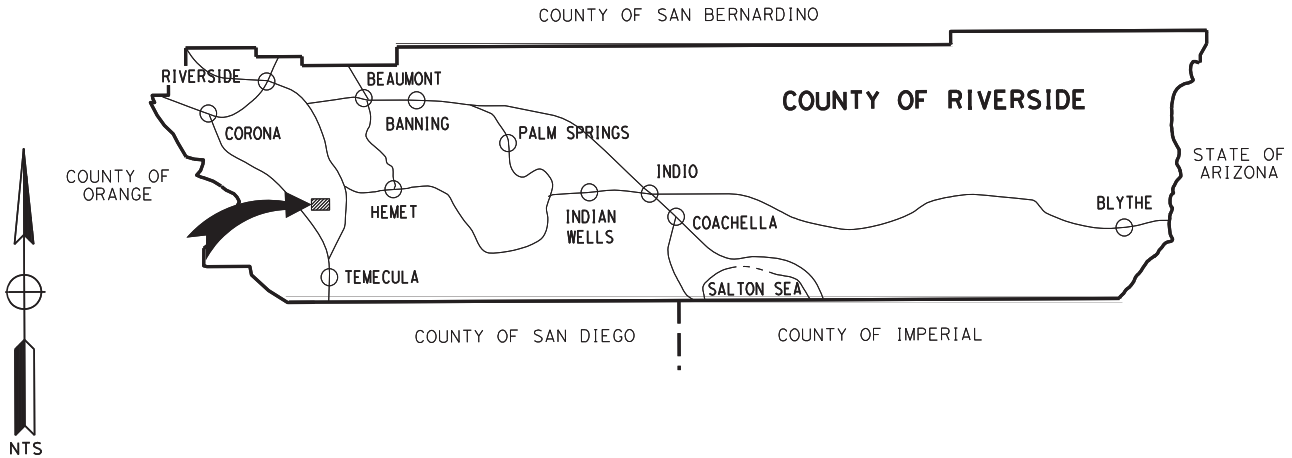 COUNTY OF SAN BERNARDINO
RIVERSIDE
BEAUMONT
COUNTY OF RIVERSIDE
BANNING
CORONA
PALM SPRINGS
STATE OF
ARIZONA
COUNTY OF
ORANGE
INDIO
HEMET
INDIAN
WELLS
COACHELLA
BLYTHE
TEMECULA
SALTON SEA
COUNTY OF SAN DIEGO
COUNTY OF IMPERIAL
NTS